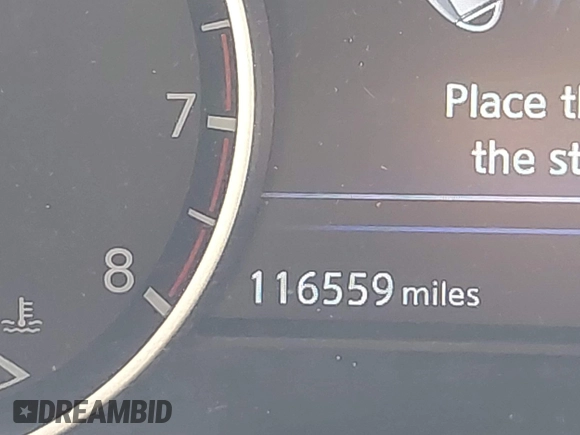 7
Place th
the st
8
116559 miles
DREAMBID